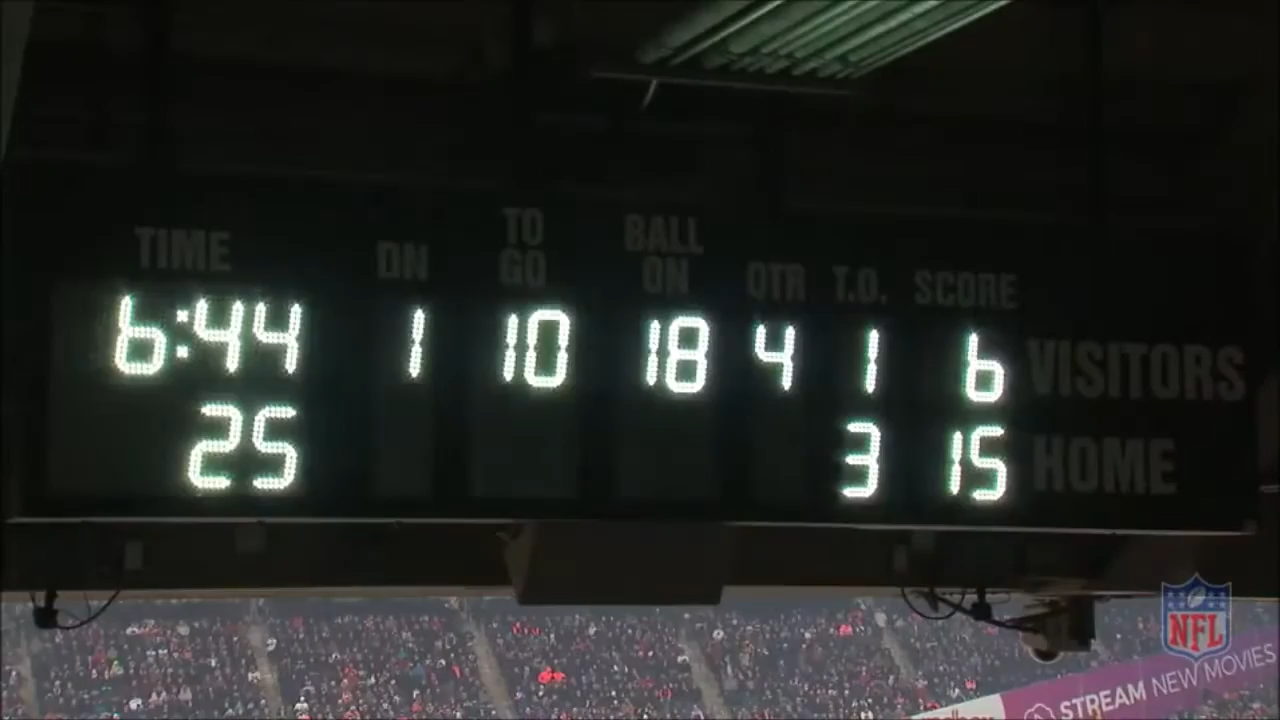 TIME DN TO GO BALL ON QTR T.O. SCORE
6:44 1 10 18 4 1 6 VISITORS
25 3 15 HOME
NFL
STREAM NEW MOVIES